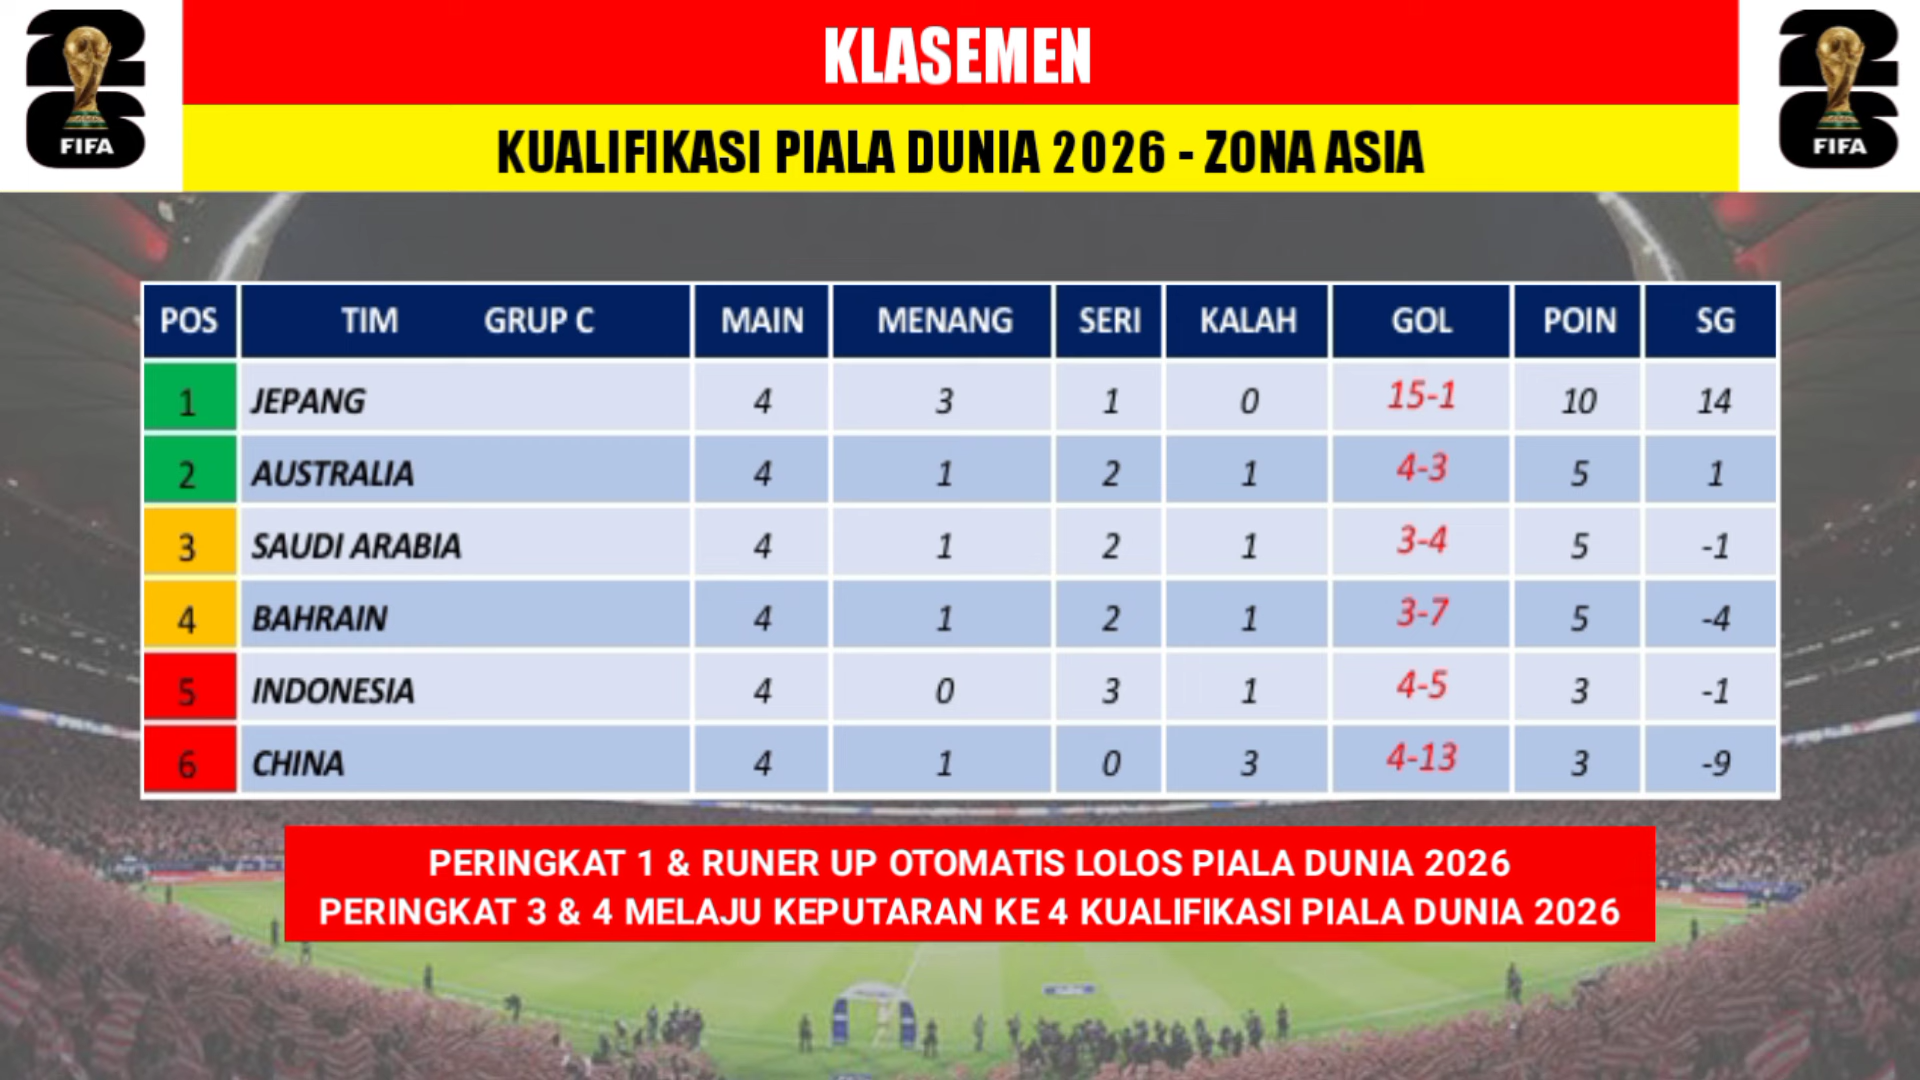 KLASEMEN
KUALIFIKASI PIALA DUNIA 2026 - ZONA ASIA
FIFA
FIFA
POS TIM GRUP C MAIN MENANG SERI KALAH GOL POIN SG
1 JEPANG 4 3 1 0 15-1 10 14
2 AUSTRALIA 4 1 2 1 4-3 5 1
3 SAUDI ARABIA 4 1 2 1 3-4 5 -1
4 BAHRAIN 4 1 2 1 3-7 5 -4
5 INDONESIA 4 0 3 1 4-5 3 -1
6 CHINA 4 1 0 3 4-13 3 -9
PERINGKAT 1 & RUNER UP OTOMATIS LOLOS PIALA DUNIA 2026
PERINGKAT 3 & 4 MELAJU KEPUTARAN KE 4 KUALIFIKASI PIALA DUNIA 2026